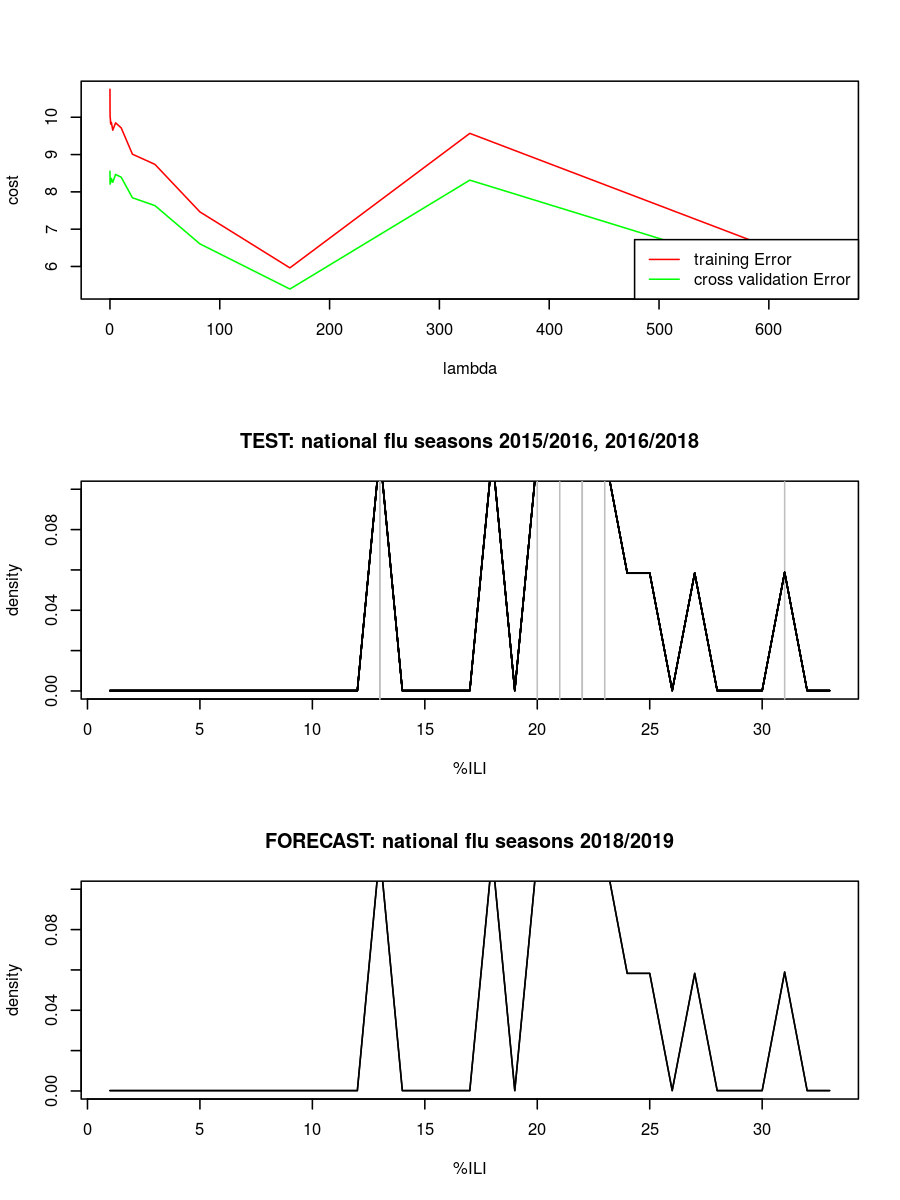 10
9
8
7
6
cost
training Error
cross validation Error
0 100 200 300 400 500 600
lambda
TEST: national flu seasons 2015/2016, 2016/2018
0.08
0.04
0.00
density
0 5 10 15 20 25 30
%ILI
FORECAST: national flu seasons 2018/2019
0.08
0.04
0.00
density
0 5 10 15 20 25 30
%ILI